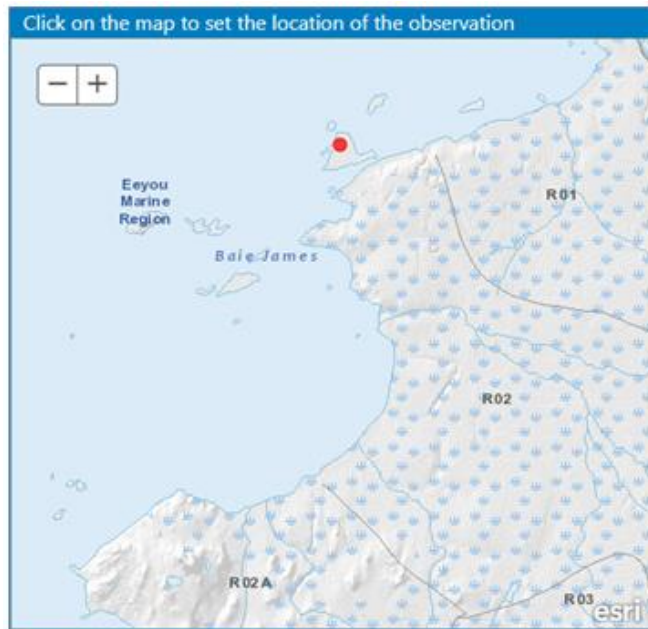 Click on the map to set the location of the observation
− +
Eeyou
Marine
Region
R01
Baie James
R02
R02A
R03
esri